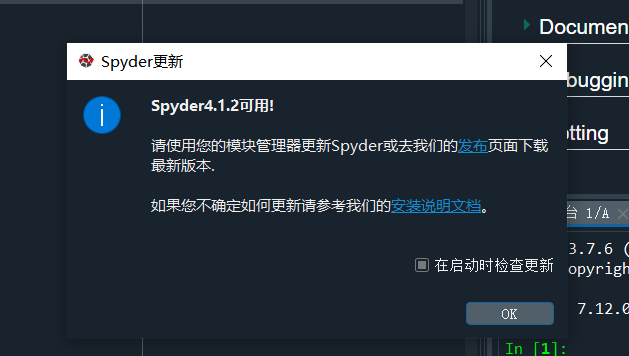 Documen
Spyder更新
buggin
Spyder4.1.2可用!
请使用您的模块管理器更新Spyder或去我们的发布页面下载
最新版本.
otting
如果您不确定如何更新请参考我们的安装说明文档。
台 1/A
3.7.6 (
opyrigh
在启动时检查更新
7.12.0
OK
In [1]: